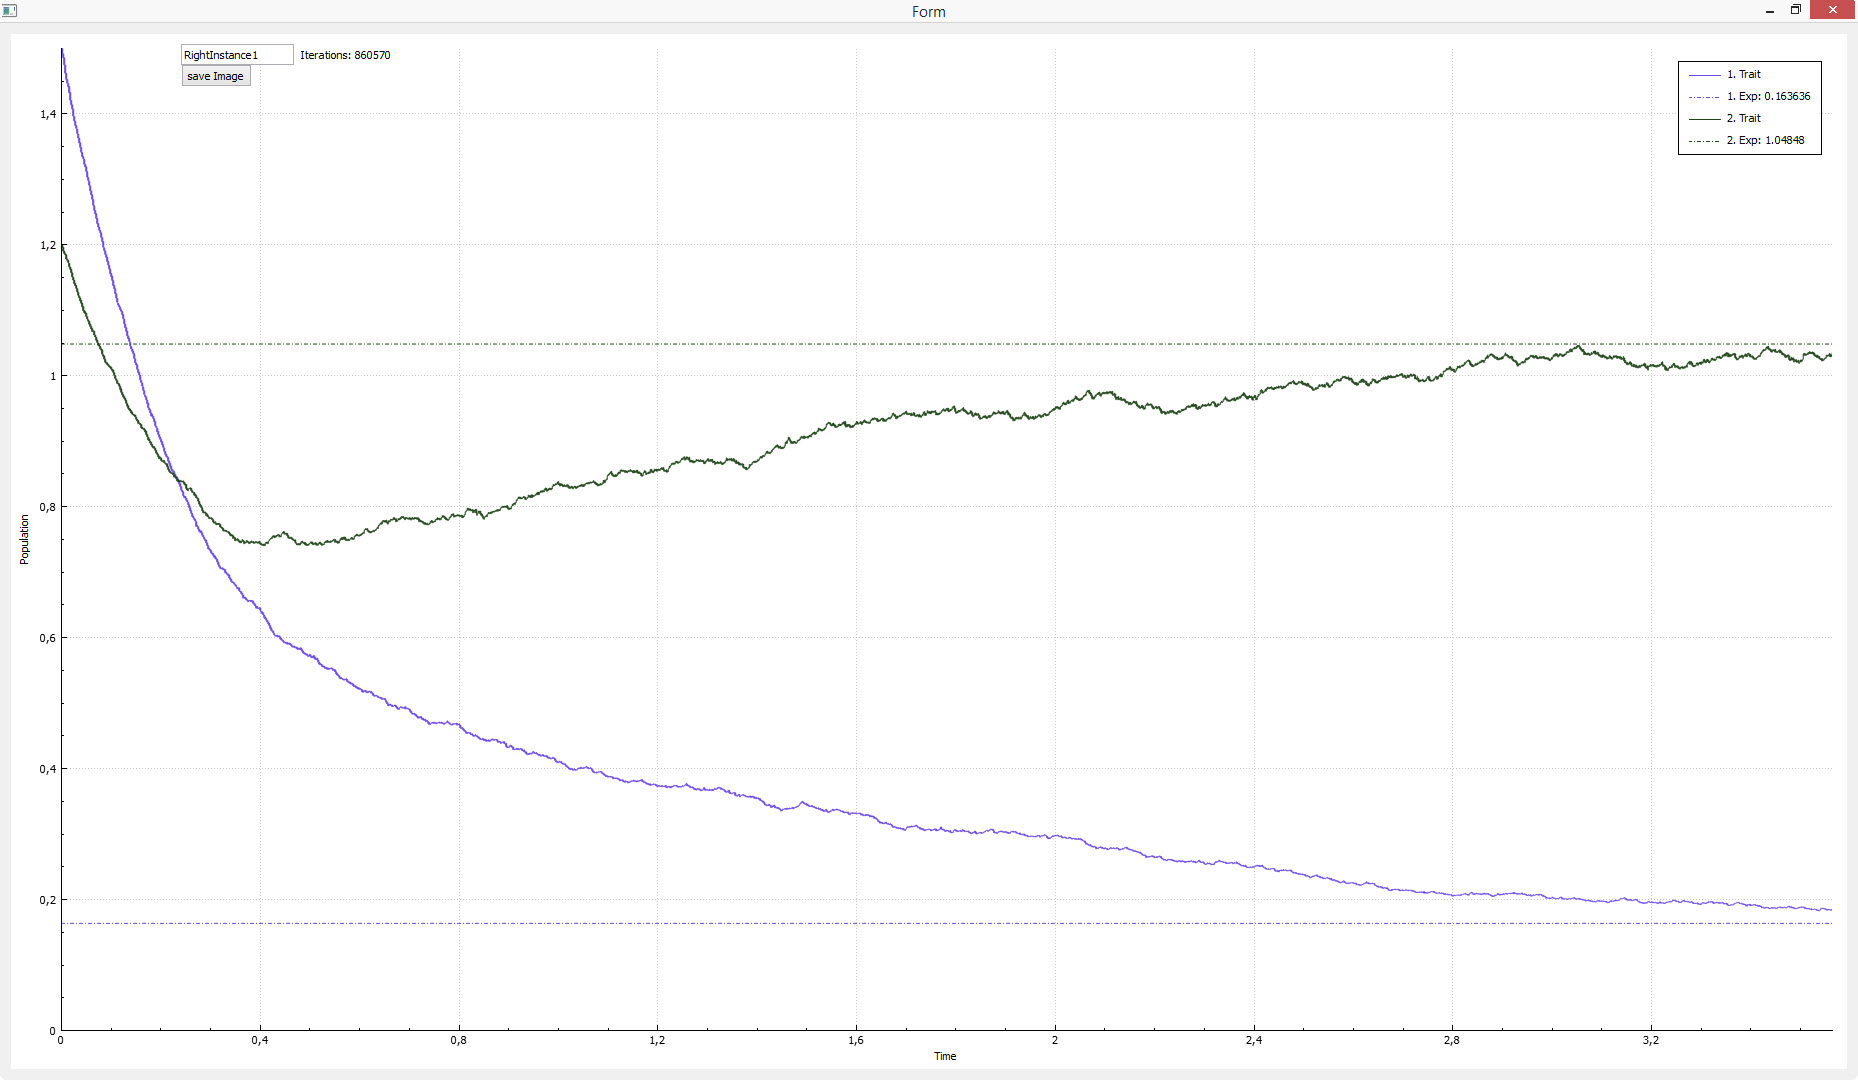 Form
RightInstance1 Iterations: 860570
save Image
1. Trait
1. Exp: 0.163636
2. Trait
2. Exp: 1.04848
1,4
1,2
1
0,8
0,6
0,4
0,2
0
Population
0 0,4 0,8 1,2 1,6 2 2,4 2,8 3,2
Time